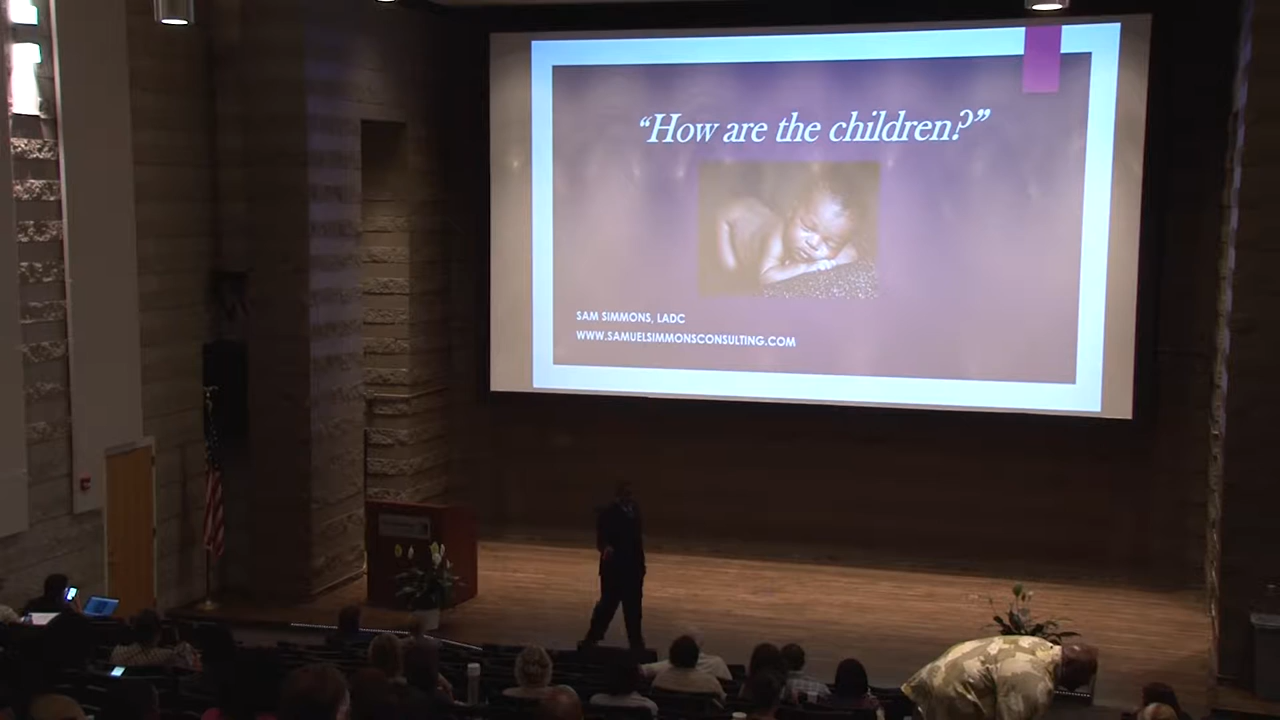 “How are the children?”
SAM SIMMONS, LADC
WWW.SAMUELSIMMONSCONSULTING.COM